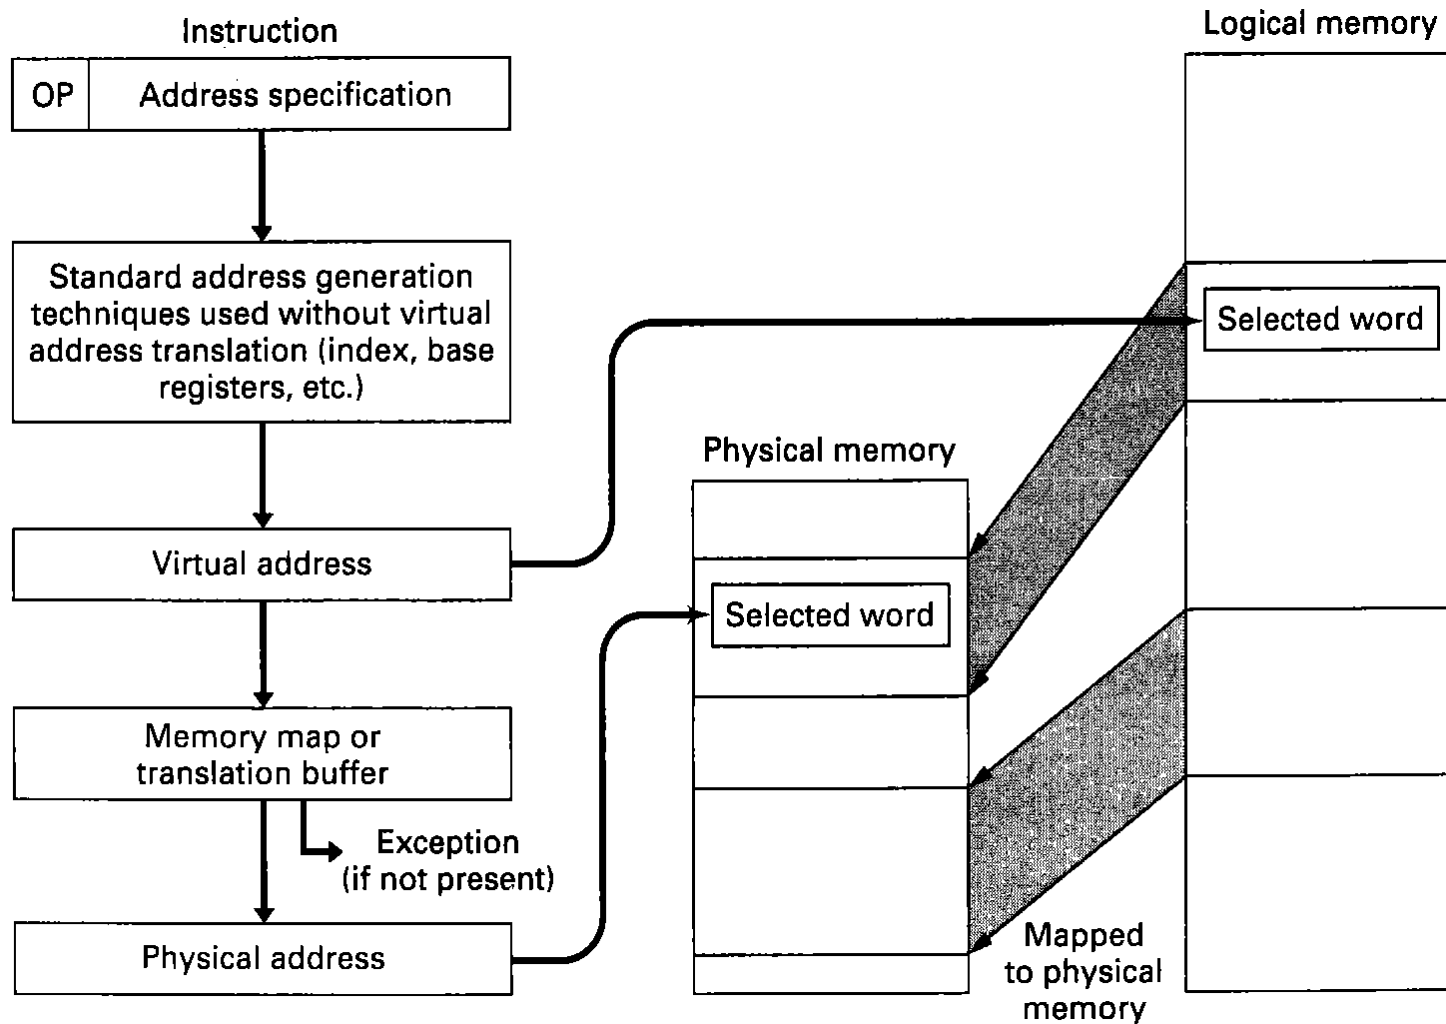 Instruction
OP
Address specification
Standard address generation
techniques used without virtual
address translation (index, base
registers, etc.)
Virtual address
Memory map or
translation buffer
Exception
(if not present)
Physical address
Physical memory
Selected word
Logical memory
Selected word
Mapped
to physical
memory